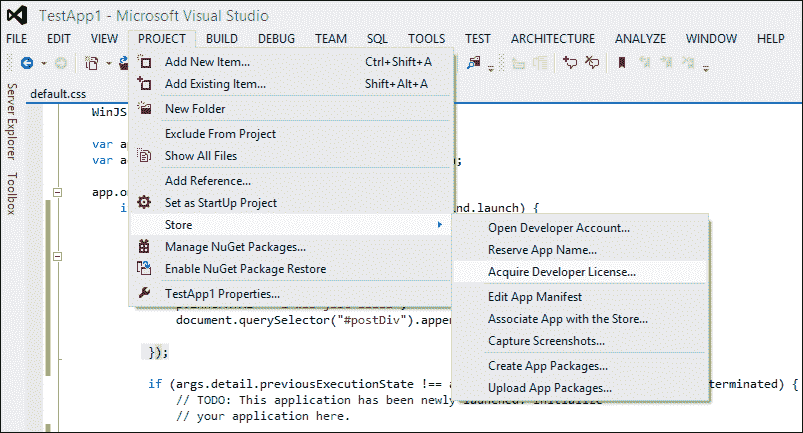 TestApp1 - Microsoft Visual Studio
FILE EDIT VIEW PROJECT BUILD DEBUG TEAM SQL TOOLS TEST ARCHITECTURE ANALYZE WINDOW HELP
Add New Item... Ctrl+Shift+A
Add Existing Item... Shift+Alt+A
New Folder
Exclude From Project
Show All Files
Add Reference...
Set as StartUp Project
Store
Manage NuGet Packages...
Enable NuGet Package Restore
TestApp1 Properties...
Open Developer Account...
Reserve App Name...
Acquire Developer License...
Edit App Manifest
Associate App with the Store...
Capture Screenshots...
Create App Packages...
Upload App Packages...
Server Explorer
Toolbox
default.css
WinJS
var a
var a );
app.o
i nd.launch) {
document.querySelector("#postDiv").appen
});
if (args.detail.previousExecutionState !== a terminated) {
// TODO: This application has been newly launched. Initialize
// your application here.